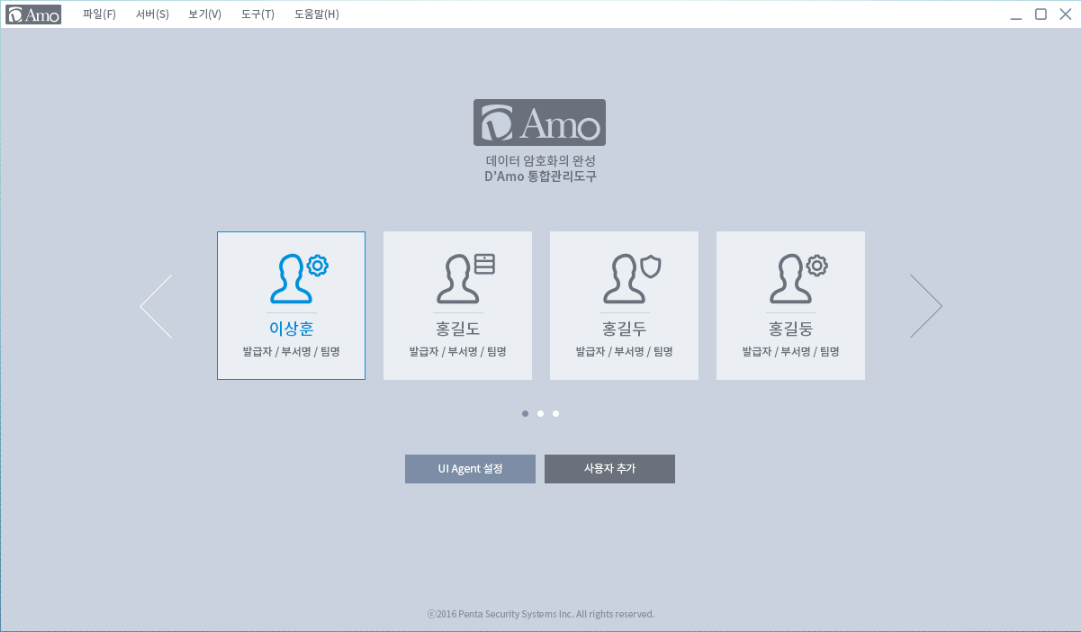 D'Amo 파일(F) 서버(S) 보기(V) 도구(T) 도움말(H)
D'Amo
데이터 암호화의 완성
D'Amo 통합관리도구
이상훈 홍길도 홍길두 홍길둥
발급자 / 부서명 / 팀명 발급자 / 부서명 / 팀명 발급자 / 부서명 / 팀명 발급자 / 부서명 / 팀명
UI Agent 설정 사용자 추가
ⓒ2016 Penta Security Systems Inc. All rights reserved.